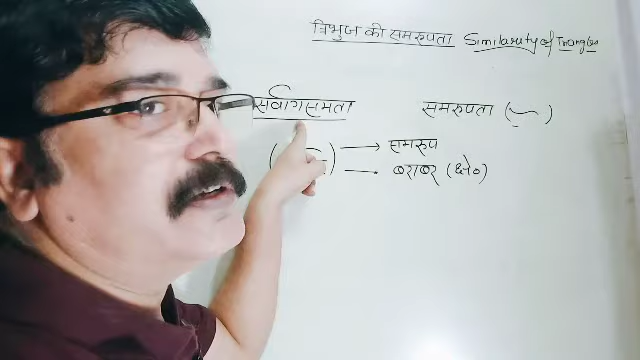 त्रिभुज की समरुपता Similarity of Triangles
सर्वागसमता समरुपता (∽)
( ) → समरुप
→ बराबर (क्षे०)